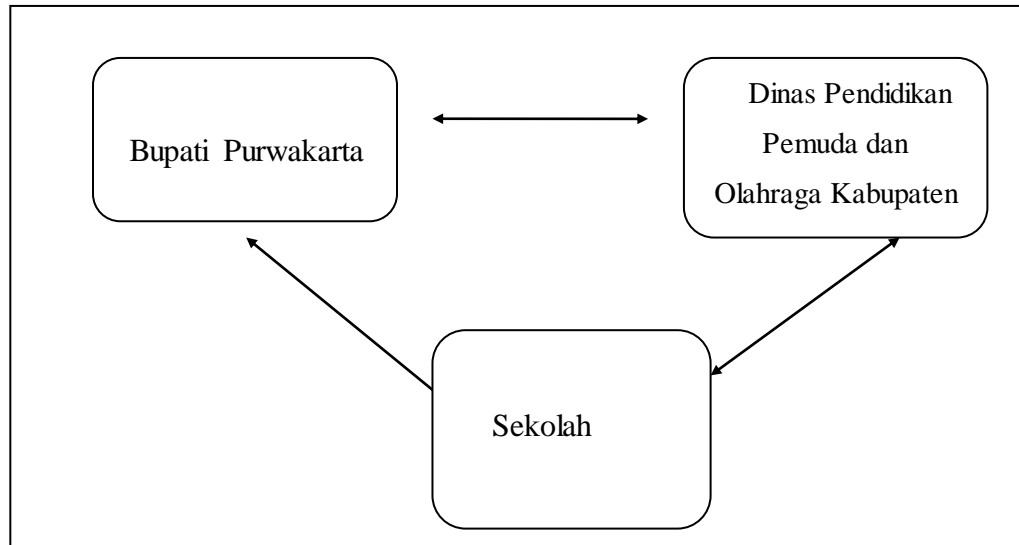 Bupati Purwakarta
Dinas Pendidikan
Pemuda dan
Olahraga Kabupaten
Sekolah